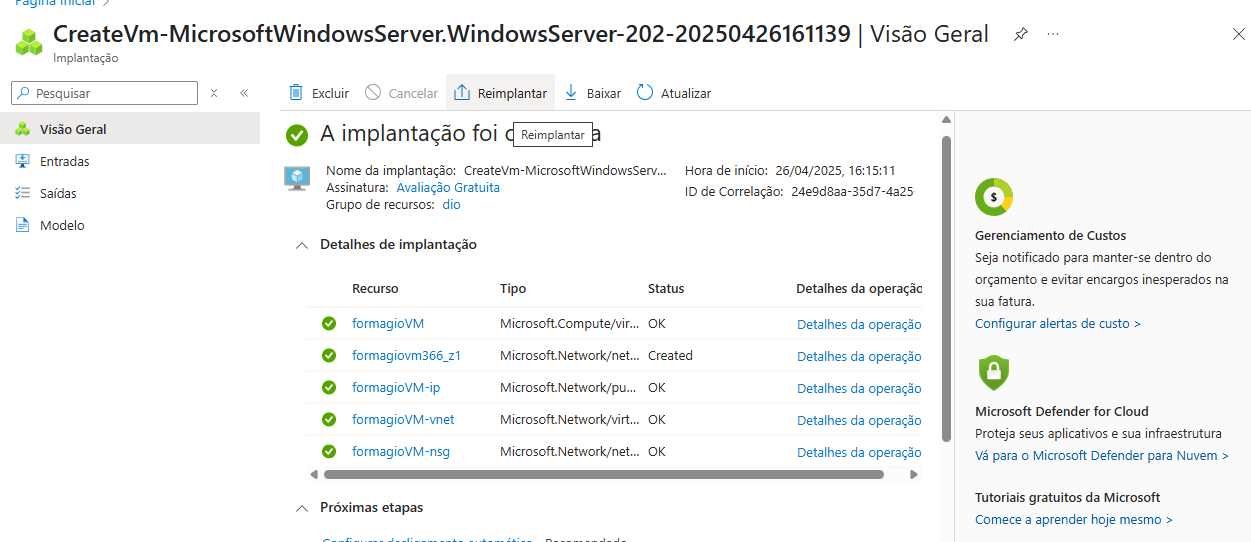 Página inicial >
CreateVm-MicrosoftWindowsServer.WindowsServer-202-20250426161139 | Visão Geral
Implantação
Pesquisar
Excluir
Cancelar
Reimplantar
Baixar
Atualizar
Visão Geral
Entradas
Saídas
Modelo
A implantação foi
Reimplantar
Nome da implantação: CreateVm-MicrosoftWindowsServ...
Assinatura: Avaliação Gratuita
Grupo de recursos: dio
Hora de início: 26/04/2025, 16:15:11
ID de Correlação: 24e9d8aa-35d7-4a25
Detalhes de implantação
Recurso Tipo Status Detalhes da operação
formagioVM Microsoft.Compute/vir... OK Detalhes da operação
formagiovm366_z1 Microsoft.Network/net... Created Detalhes da operação
formagioVM-ip Microsoft.Network/pu... OK Detalhes da operação
formagioVM-vnet Microsoft.Network/virt... OK Detalhes da operação
formagioVM-nsg Microsoft.Network/net... OK Detalhes da operação
Próximas etapas
Configurar desligamento automático Recomendado
Gerenciamento de Custos
Seja notificado para manter-se dentro do
orçamento e evitar encargos inesperados na
sua fatura.
Configurar alertas de custo >
Microsoft Defender for Cloud
Proteja seus aplicativos e sua infraestrutura
Vá para o Microsoft Defender para Nuvem >
Tutoriais gratuitos da Microsoft
Comece a aprender hoje mesmo >